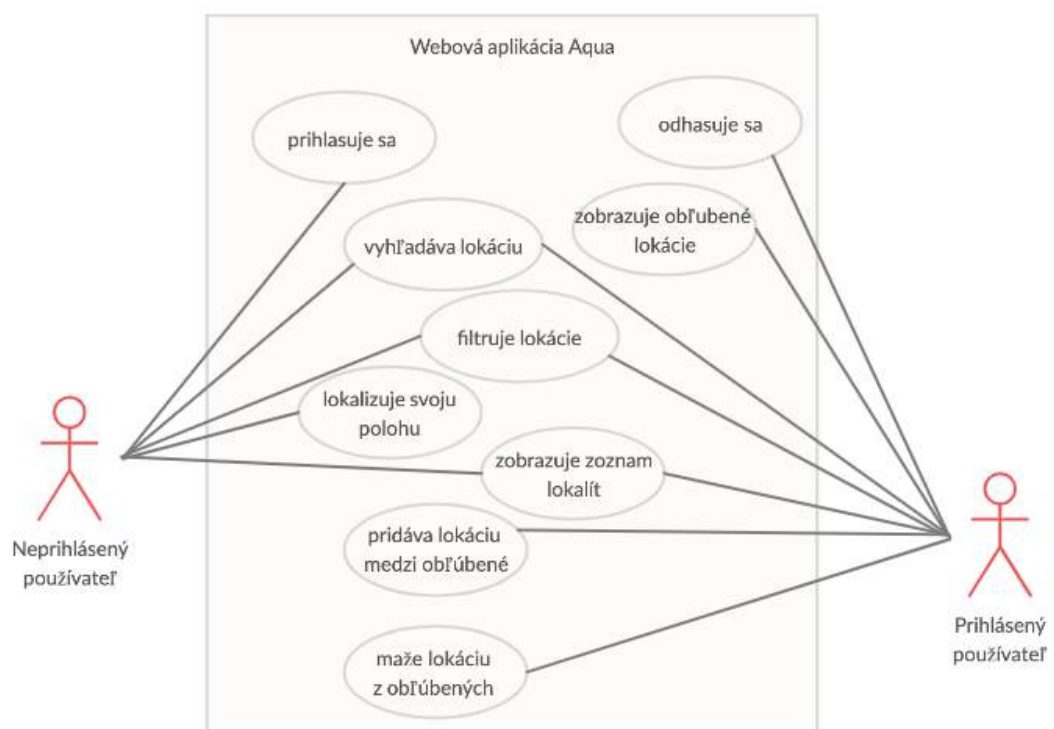 Webová aplikácia Aqua
prihlasuje sa
odhasuje sa
zobrazuje obľubené
lokácie
vyhľadáva lokáciu
filtruje lokácie
lokalizuje svoju
polohu
zobrazuje zoznam
lokalít
pridáva lokáciu
medzi obľúbené
maže lokáciu
z obľúbených
Neprihlásený
používateľ
Prihlásený
používateľ